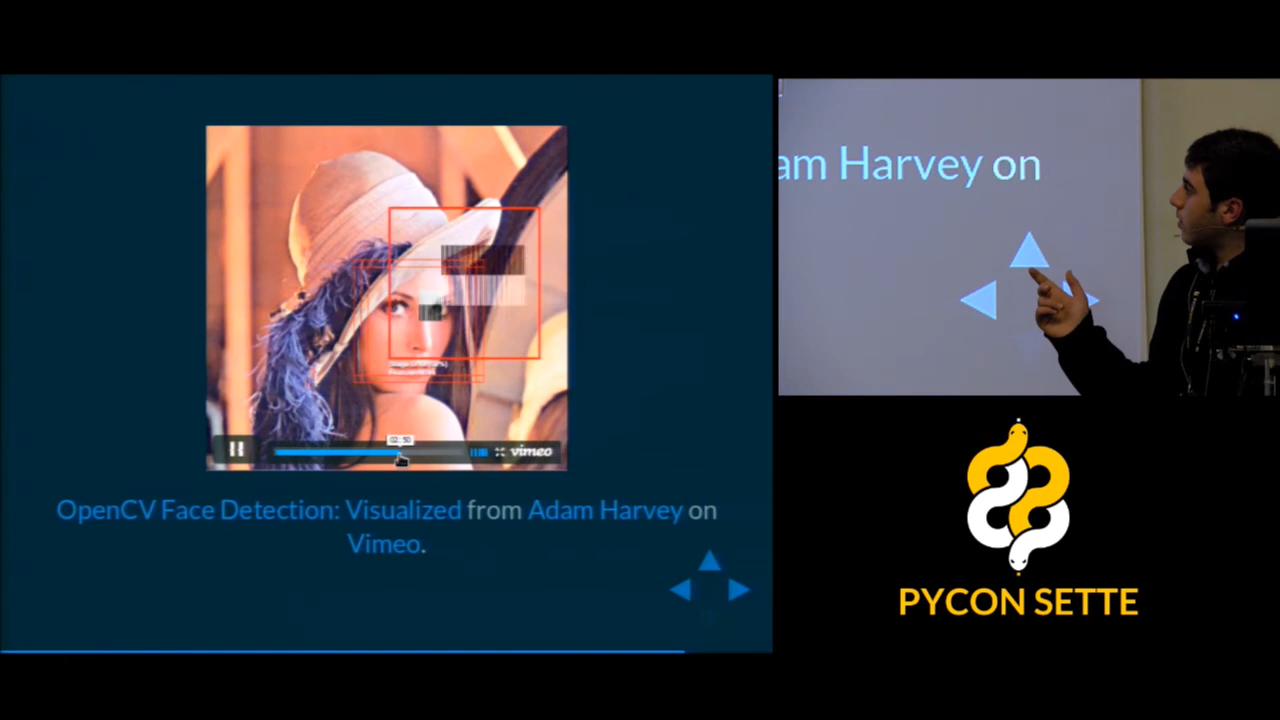 02:50
vimeo
OpenCV Face Detection: Visualized from Adam Harvey on
Vimeo.
am Harvey on
PYCON SETTE